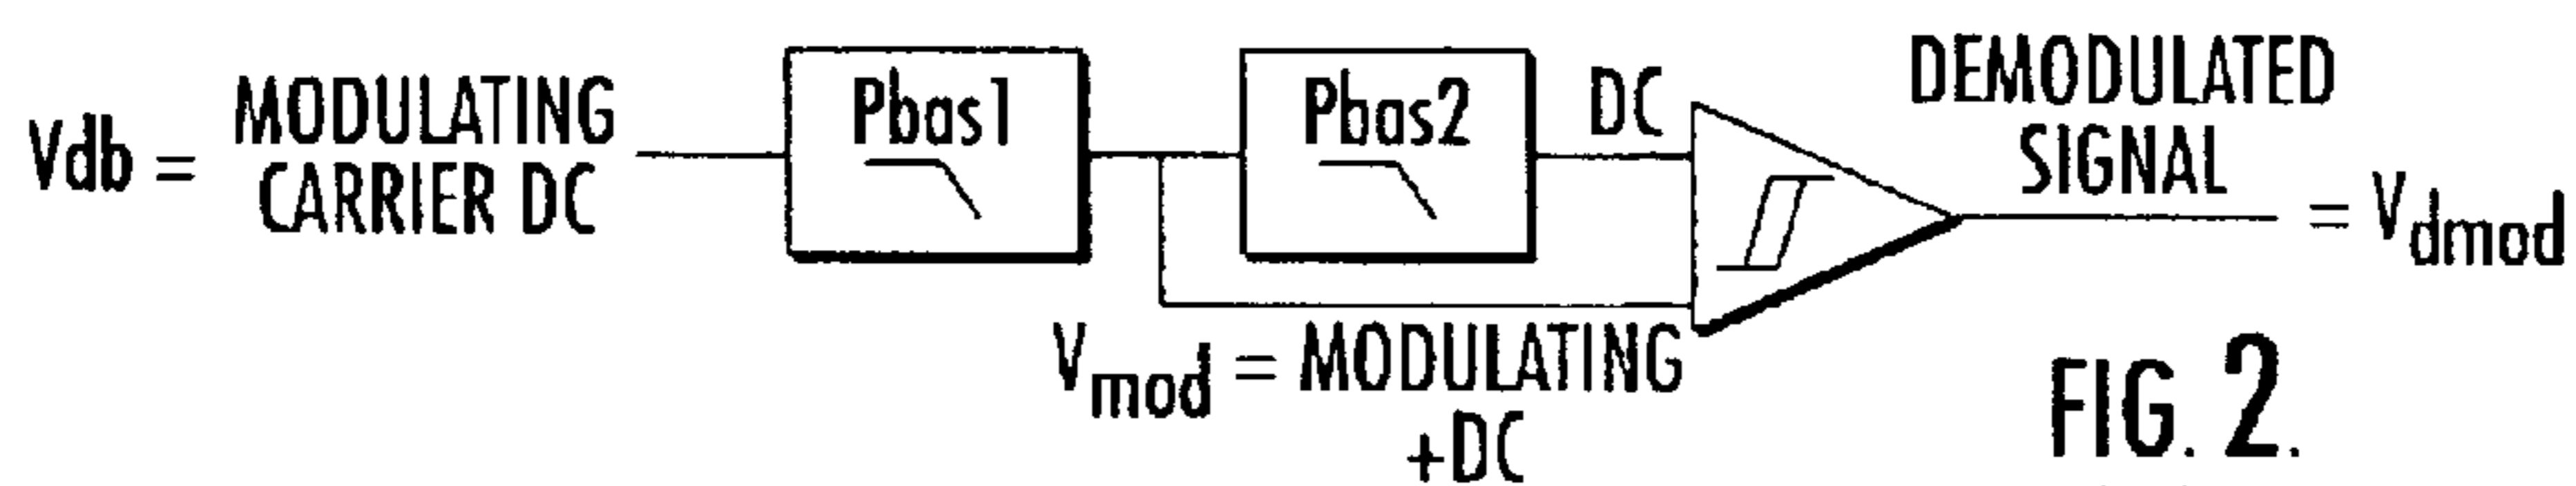 Vdb = MODULATING
CARRIER DC
Pbas1
Pbas2
DC
DEMODULATED
SIGNAL
= Vdmod
Vmod = MODULATING
+DC
FIG. 2.